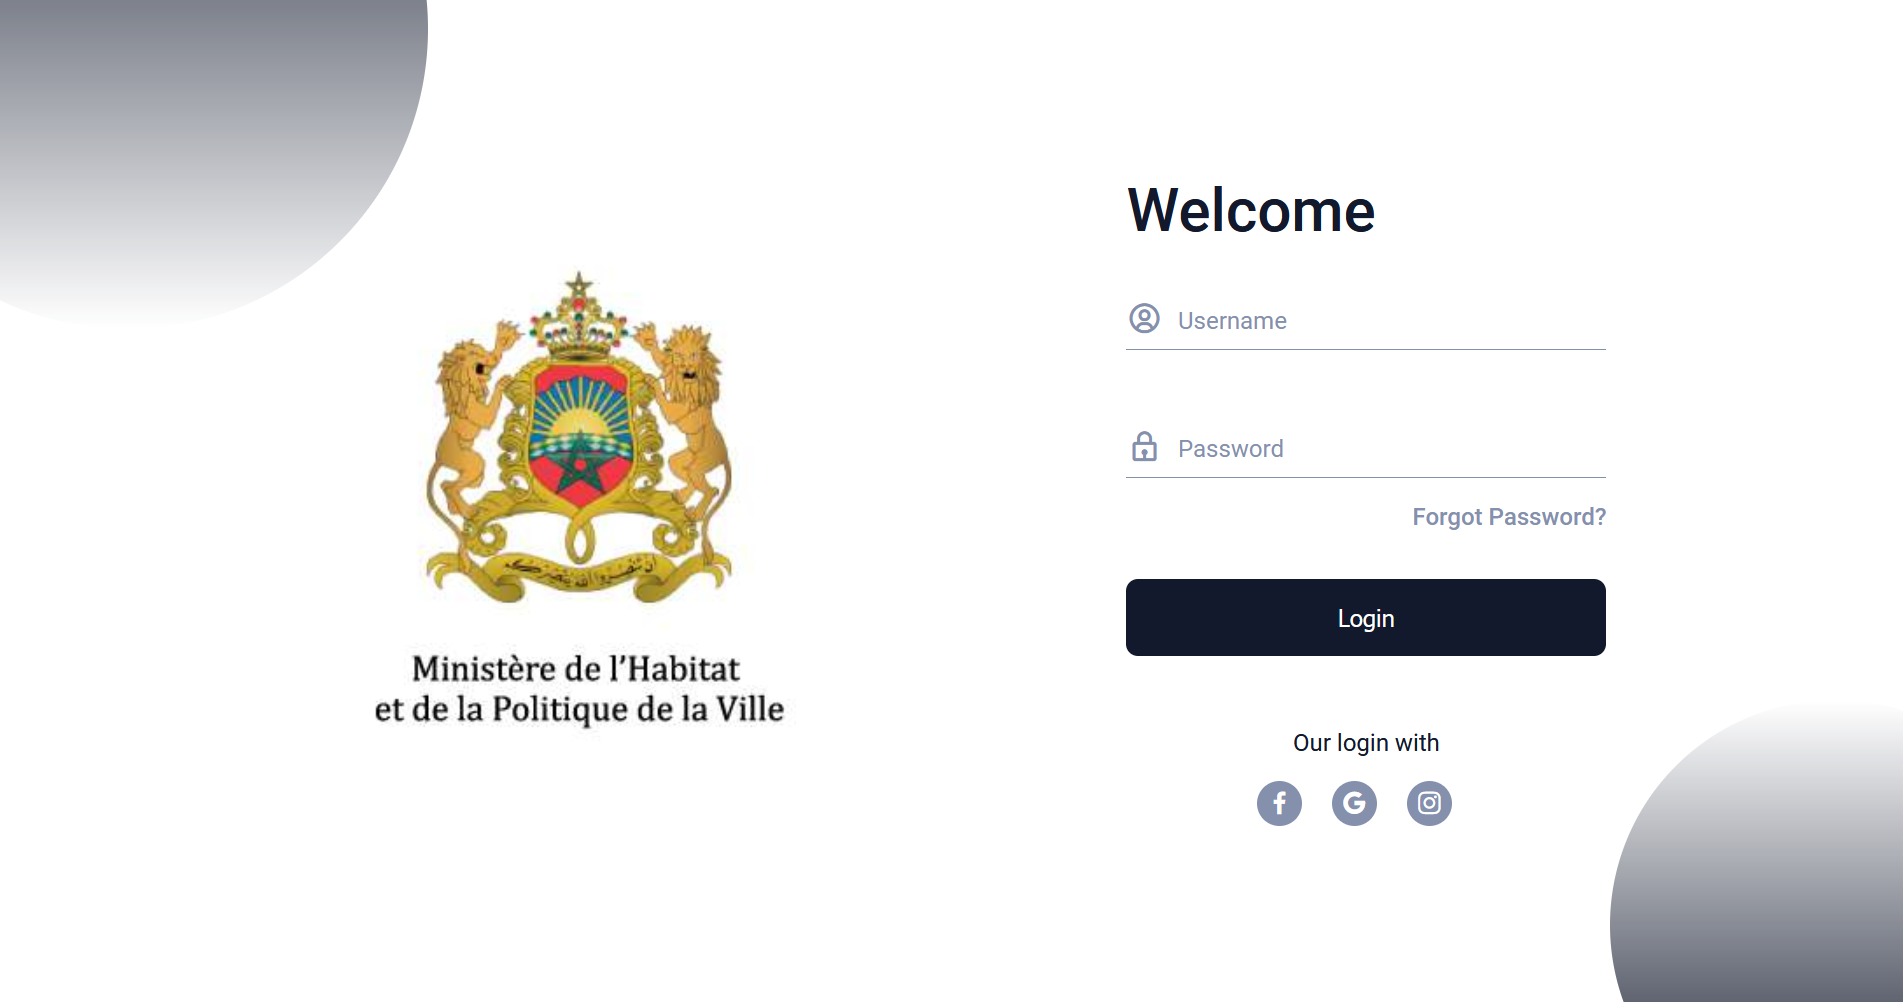 Welcome
Username
Password
Forgot Password?
Login
Our login with
إن تنصروا الله ينصركم
Ministère de l'Habitat
et de la Politique de la Ville